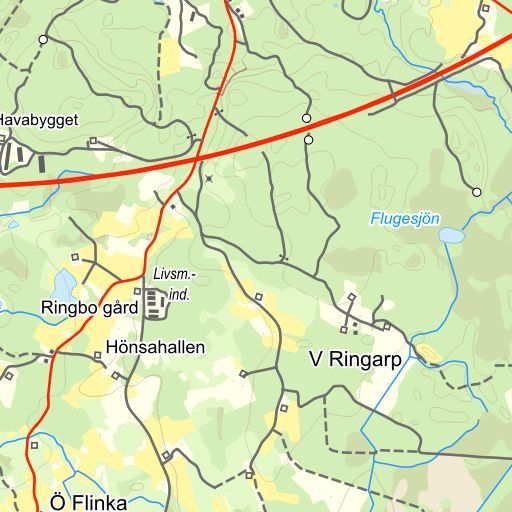 Havabygget
Flugesjön
Livsm.-
ind.
Ringbo gård
Hönsahallen
V Ringarp
Ö Flinka